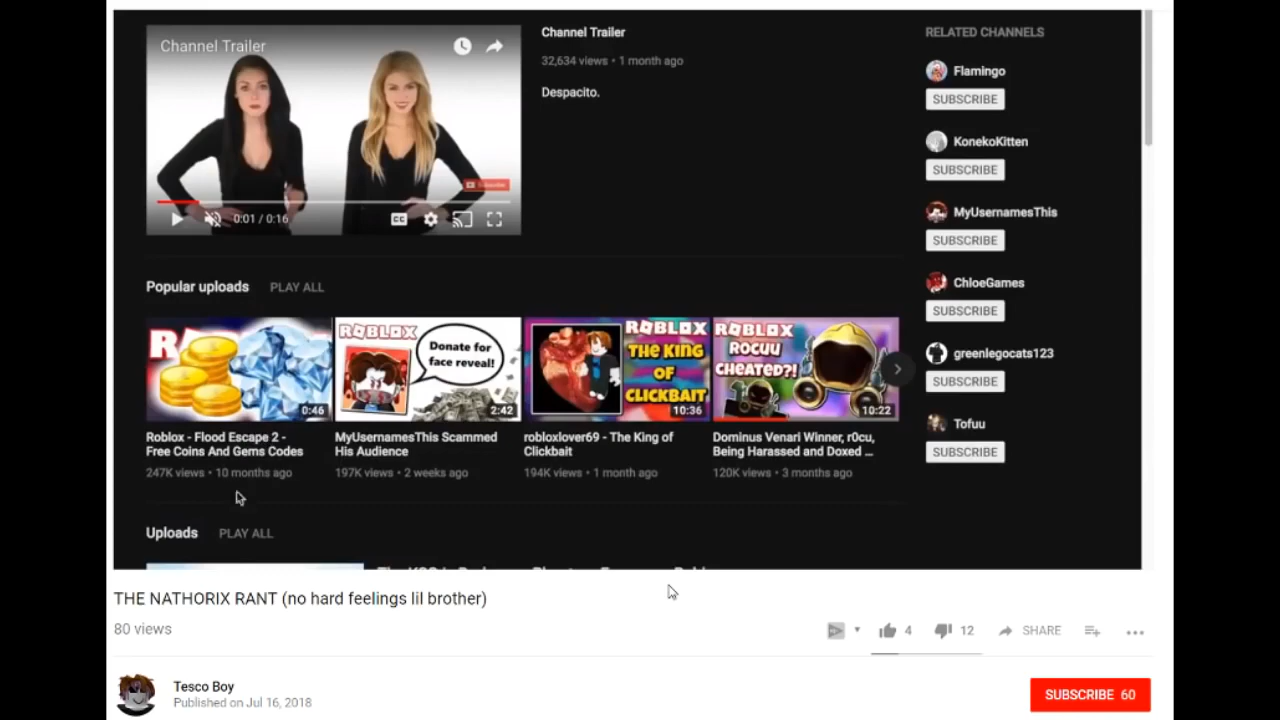 Channel Trailer
Subscribe
0:01 / 0:16
CC
Channel Trailer
32,634 views • 1 month ago
Despacito.
RELATED CHANNELS
Flamingo
SUBSCRIBE
KonekoKitten
SUBSCRIBE
MyUsernamesThis
SUBSCRIBE
ChloeGames
SUBSCRIBE
greenlegocats123
SUBSCRIBE
Tofuu
SUBSCRIBE
Popular uploads PLAY ALL
R
0:46
Roblox - Flood Escape 2 -
Free Coins And Gems Codes
247K views • 10 months ago
ROBLOX
Donate for
face reveal!
2:42
MyUsernamesThis Scammed
His Audience
197K views • 2 weeks ago
ROBLOX
THE KING
OF
CLICKBAIT
10:36
robloxlover69 - The King of
Clickbait
194K views • 1 month ago
ROBLOX
ROCUU
CHEATED?!
10:22
Dominus Venari Winner, r0cu,
Being Harassed and Doxed ...
120K views • 3 months ago
Uploads PLAY ALL
THE NATHORIX RANT (no hard feelings lil brother)
80 views
4
12
SHARE
Tesco Boy
Published on Jul 16, 2018
SUBSCRIBE 60